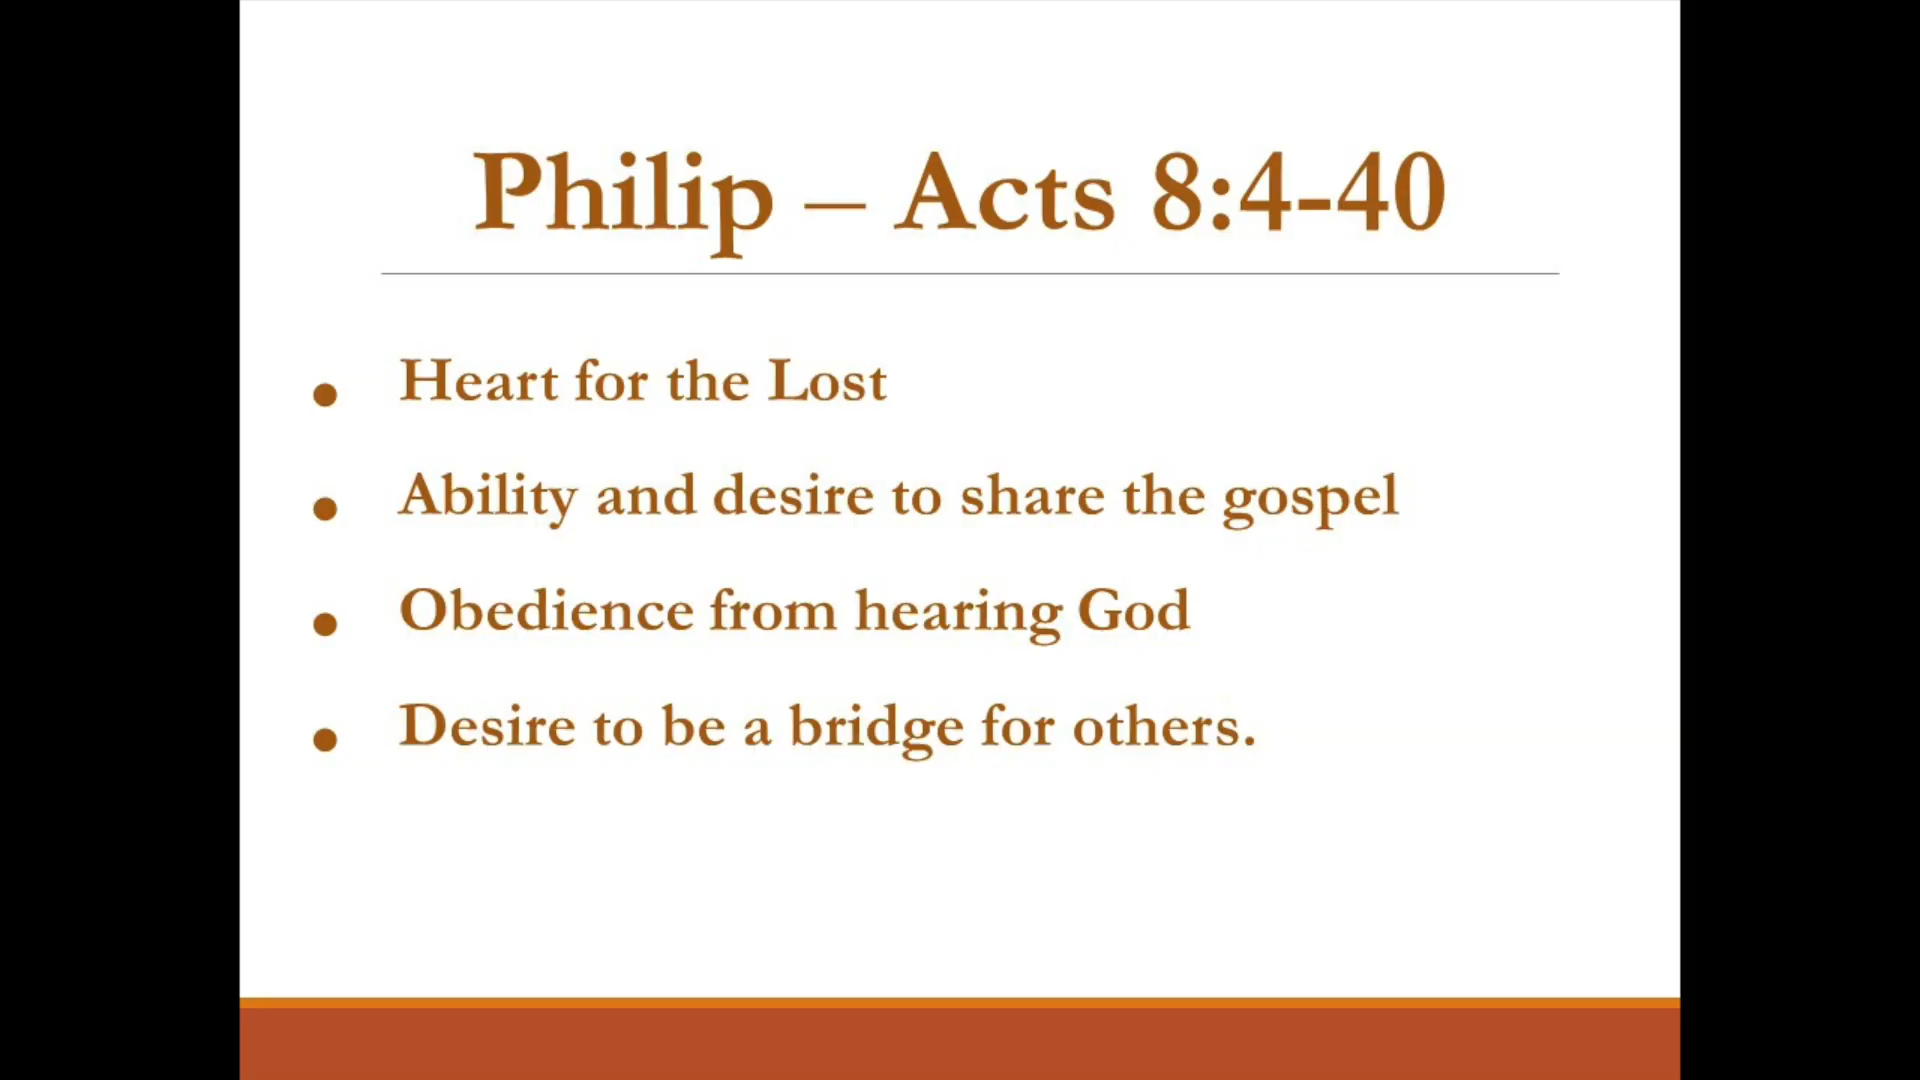 Philip – Acts 8:4-40
• Heart for the Lost
• Ability and desire to share the gospel
• Obedience from hearing God
• Desire to be a bridge for others.